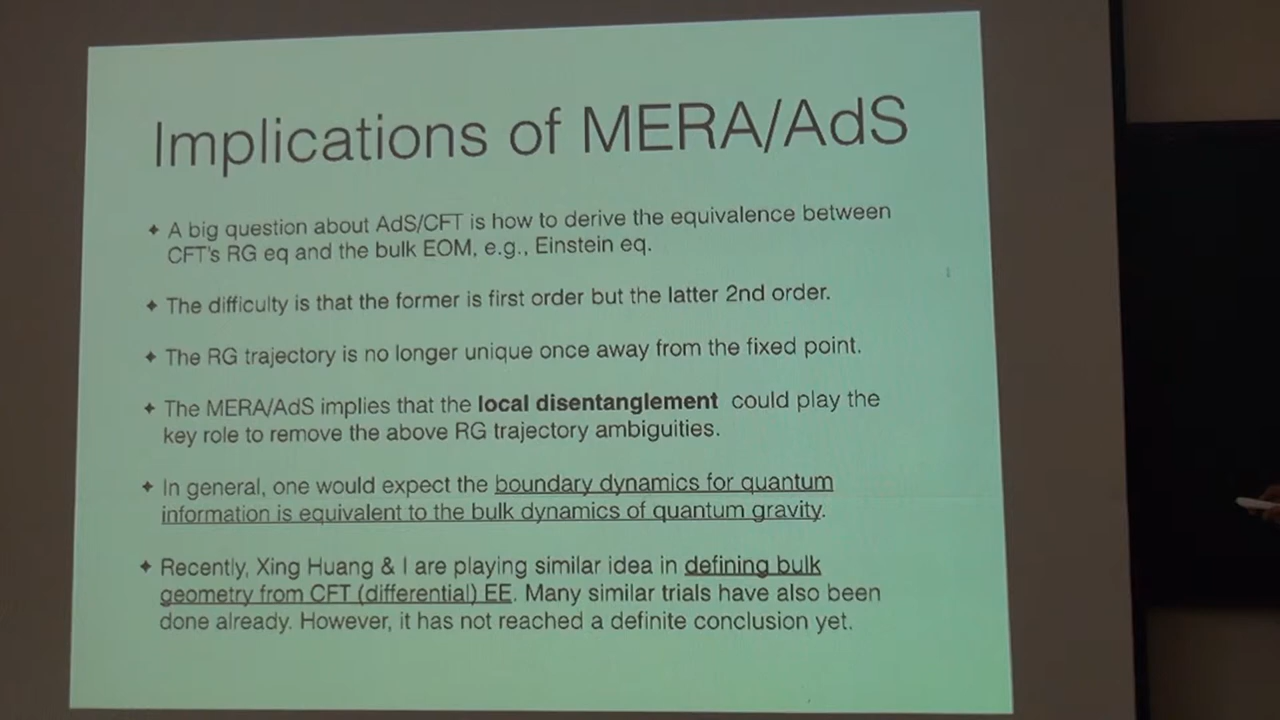 Implications of MERA/AdS
✦ A big question about AdS/CFT is how to derive the equivalence between
CFT's RG eq and the bulk EOM, e.g., Einstein eq.
✦ The difficulty is that the former is first order but the latter 2nd order.
✦ The RG trajectory is no longer unique once away from the fixed point.
✦ The MERA/AdS implies that the local disentanglement could play the
key role to remove the above RG trajectory ambiguities.
✦ In general, one would expect the boundary dynamics for quantum
information is equivalent to the bulk dynamics of quantum gravity.
✦ Recently, Xing Huang & I are playing similar idea in defining bulk
geometry from CFT (differential) EE. Many similar trials have also been
done already. However, it has not reached a definite conclusion yet.